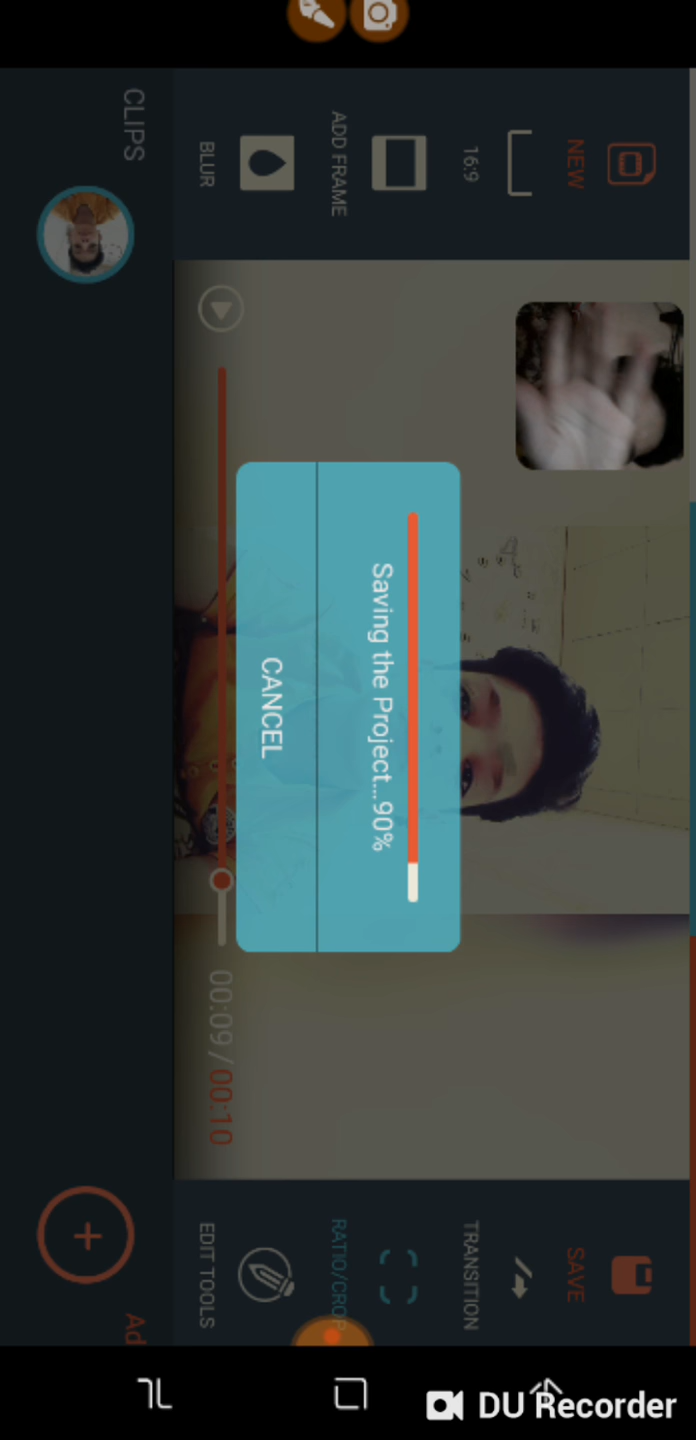 NEW
16:9
ADD FRAME
BLUR
CLIPS
Saving the Project...90%
CANCEL
00:09 / 00:10
SAVE
TRANSITION
RATIO/CROP
EDIT TOOLS
Ad
DU Recorder